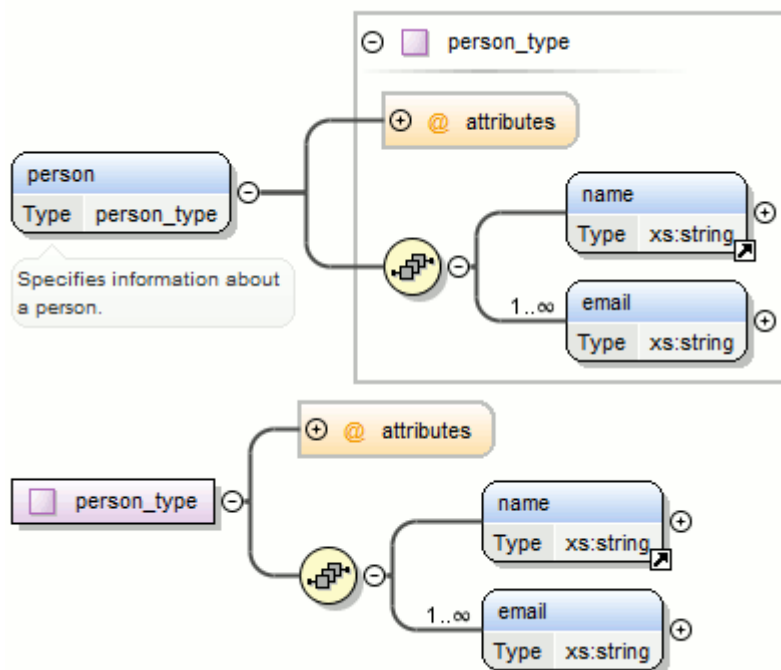 person_type
@ attributes
person
Type person_type
name
Type xs:string
Specifies information about
a person.
1..∞
email
Type xs:string
@ attributes
person_type
name
Type xs:string
1..∞
email
Type xs:string